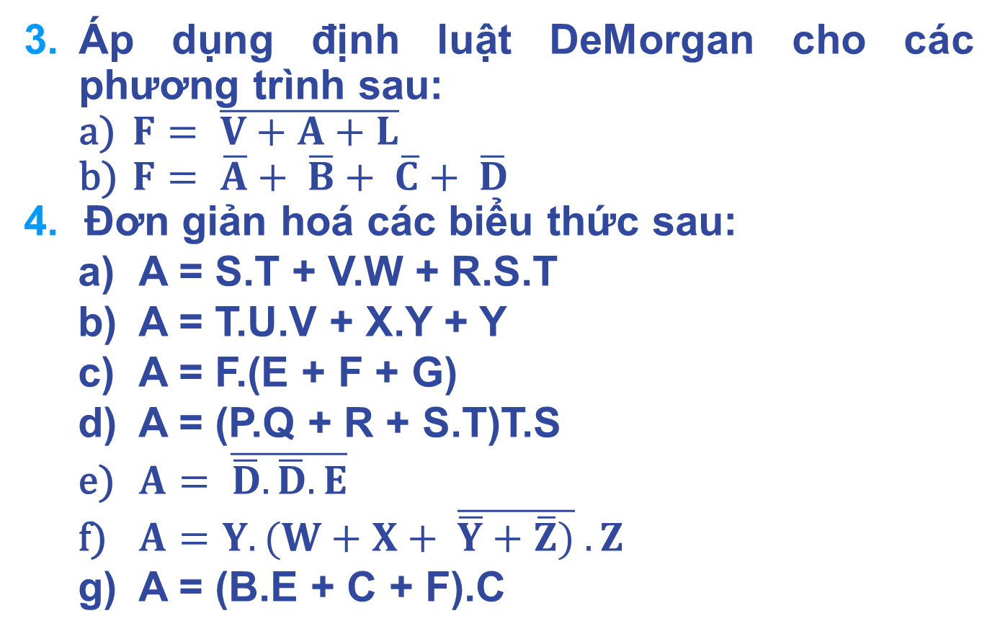 3. Áp dụng định luật DeMorgan cho các
phương trình sau:
a) F = \overline{V + A + L}
b) F = \overline{A} + \overline{B} + \overline{C} + \overline{D}
4. Đơn giản hoá các biểu thức sau:
a) A = S.T + V.W + R.S.T
b) A = T.U.V + X.Y + Y
c) A = F.(E + F + G)
d) A = (P.Q + R + S.T)T.S
e) A = \overline{\overline{D}.\overline{D}.E}
f) A = Y.(W + X + \overline{\overline{Y} + \overline{Z})}.Z
g) A = (B.E + C + F).C